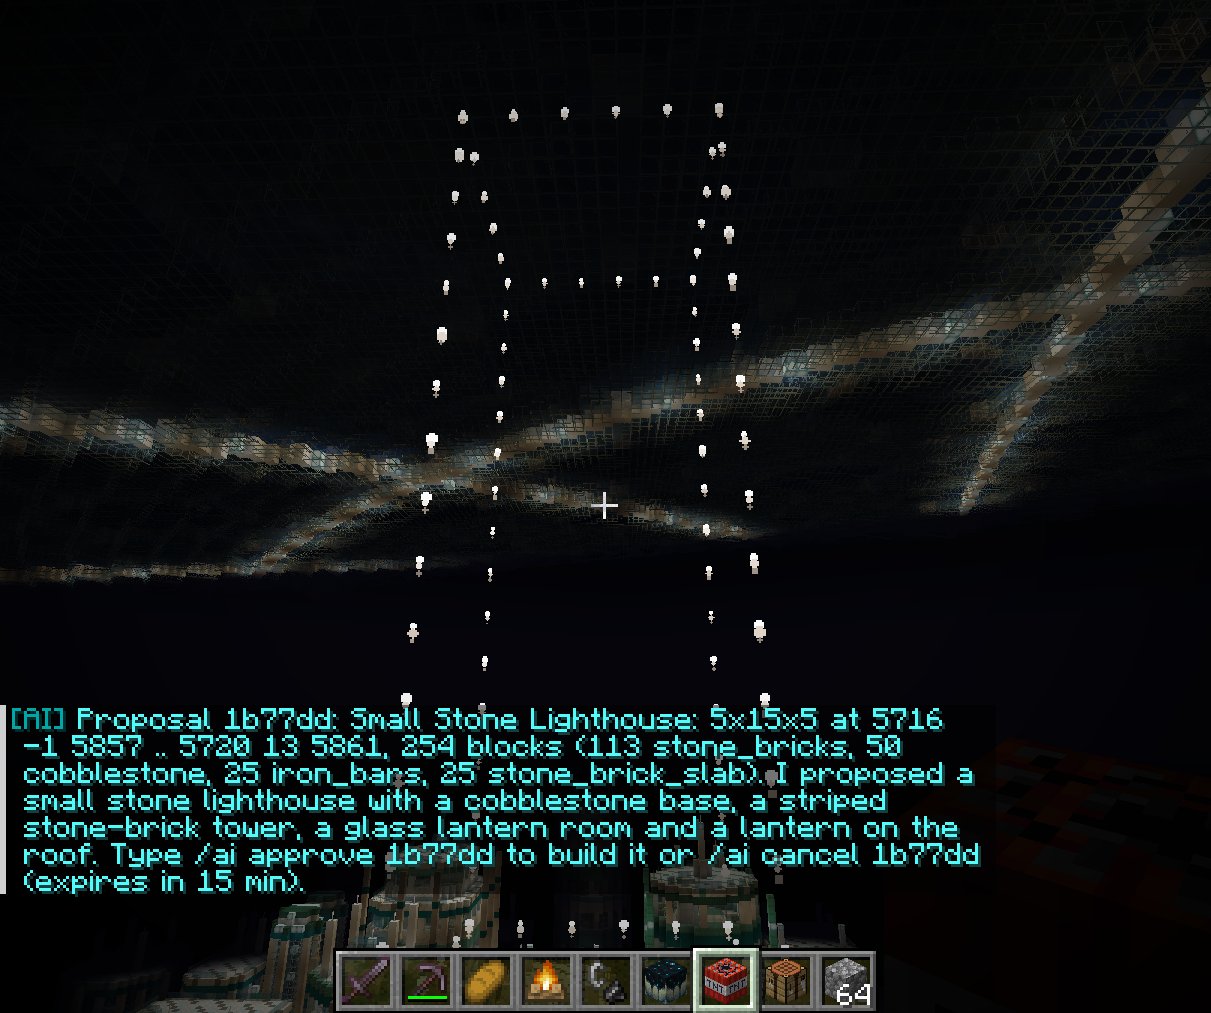 [AI] Proposal 1b77dd: Small Stone Lighthouse: 5x15x5 at 5716
-1 5857 .. 5720 13 5861, 254 blocks (113 stone_bricks, 50
cobblestone, 25 iron_bars, 25 stone_brick_slab). I proposed a
small stone lighthouse with a cobblestone base, a striped
stone-brick tower, a glass lantern room and a lantern on the
roof. Type /ai approve 1b77dd to build it or /ai cancel 1b77dd
(expires in 15 min).
TNT TNT
64